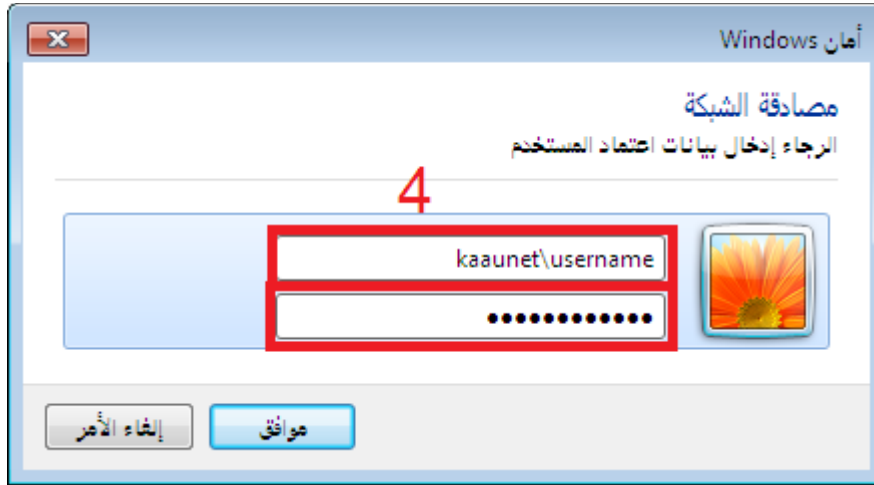 أمان Windows
مصادقة الشبكة
الرجاء إدخال بيانات اعتماد المستخدم
4
kaaunet\username
●●●●●●●●●●●●
موافق
إلغاء الأمر